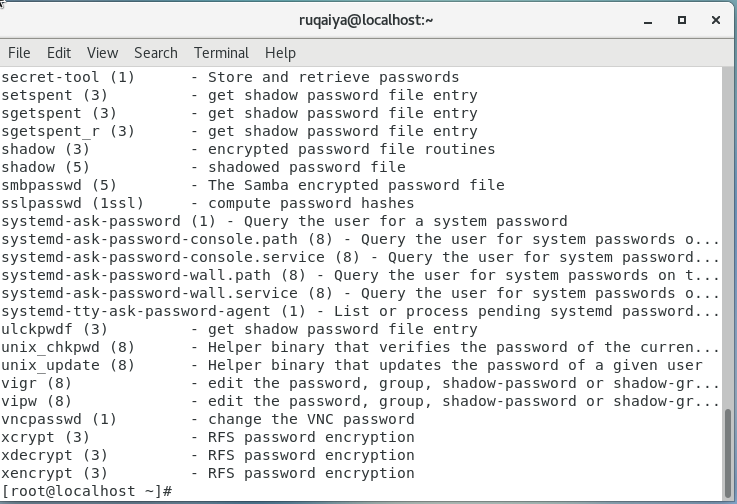 ruqaiya@localhost:~
File Edit View Search Terminal Help
secret-tool (1)      - Store and retrieve passwords
setspent (3)         - get shadow password file entry
sgetspent (3)        - get shadow password file entry
sgetspent_r (3)      - get shadow password file entry
shadow (3)           - encrypted password file routines
shadow (5)           - shadowed password file
smbpasswd (5)        - The Samba encrypted password file
sslpasswd (1ssl)     - compute password hashes
systemd-ask-password (1) - Query the user for a system password
systemd-ask-password-console.path (8) - Query the user for system passwords o...
systemd-ask-password-console.service (8) - Query the user for system password...
systemd-ask-password-wall.path (8) - Query the user for system passwords on t...
systemd-ask-password-wall.service (8) - Query the user for system passwords o...
systemd-tty-ask-password-agent (1) - List or process pending systemd password...
ulckpwdf (3)         - get shadow password file entry
unix_chkpwd (8)      - Helper binary that verifies the password of the curren...
unix_update (8)      - Helper binary that updates the password of a given user
vigr (8)             - edit the password, group, shadow-password or shadow-gr...
vipw (8)             - edit the password, group, shadow-password or shadow-gr...
vncpasswd (1)        - change the VNC password
xcrypt (3)           - RFS password encryption
xdecrypt (3)         - RFS password encryption
xencrypt (3)         - RFS password encryption
[root@localhost ~]#